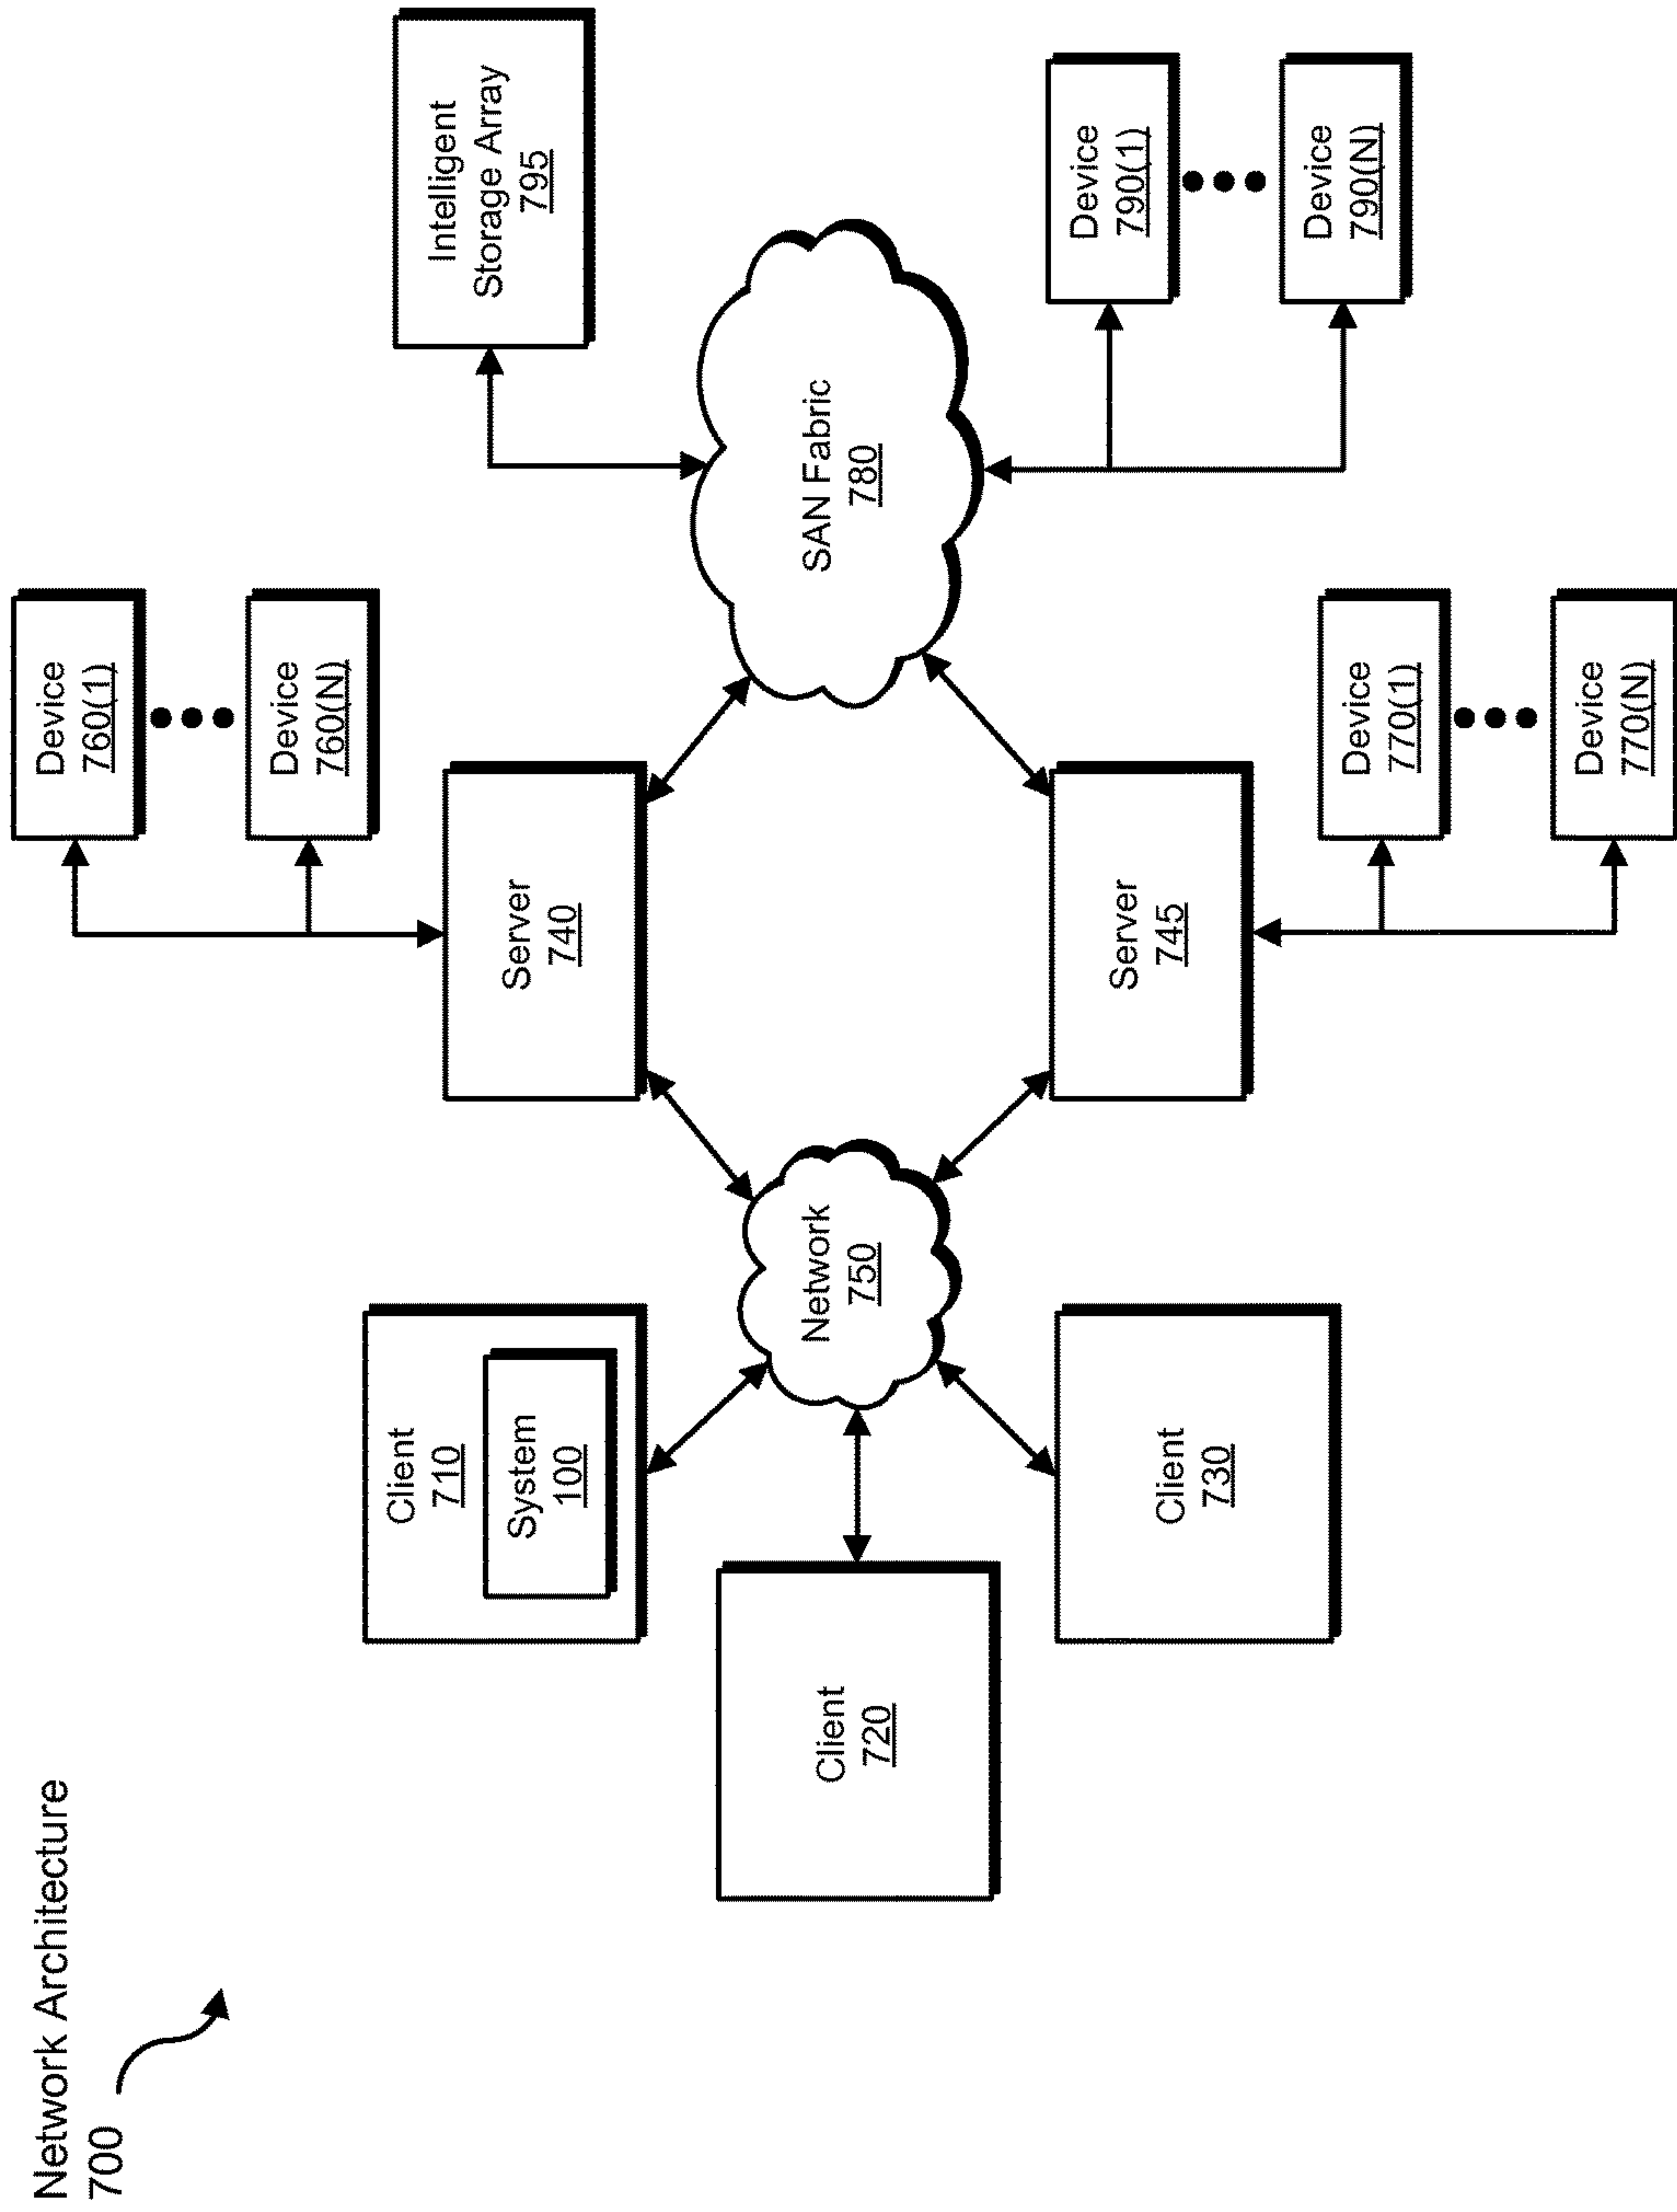 Network Architecture
700
Client
710
System
100
Client
720
Client
730
Network
750
Device
760(1)
Device
760(N)
Server
740
Server
745
Device
770(1)
Device
770(N)
SAN Fabric
780
Intelligent
Storage Array
795
Device
790(1)
Device
790(N)